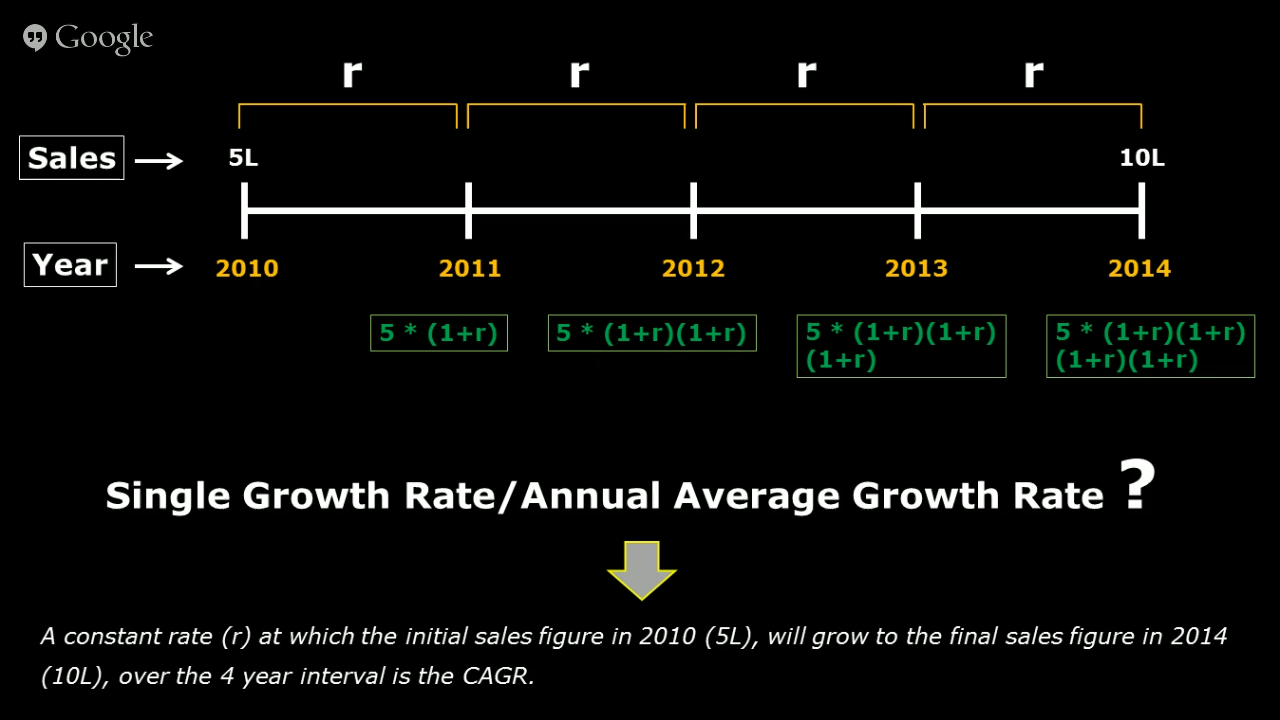 Google
r r r r
Sales 5L 10L
Year 2010 2011 2012 2013 2014
5 * (1+r)
5 * (1+r)(1+r)
5 * (1+r)(1+r)
(1+r)
5 * (1+r)(1+r)
(1+r)(1+r)
Single Growth Rate/Annual Average Growth Rate ?
A constant rate (r) at which the initial sales figure in 2010 (5L), will grow to the final sales figure in 2014
(10L), over the 4 year interval is the CAGR.